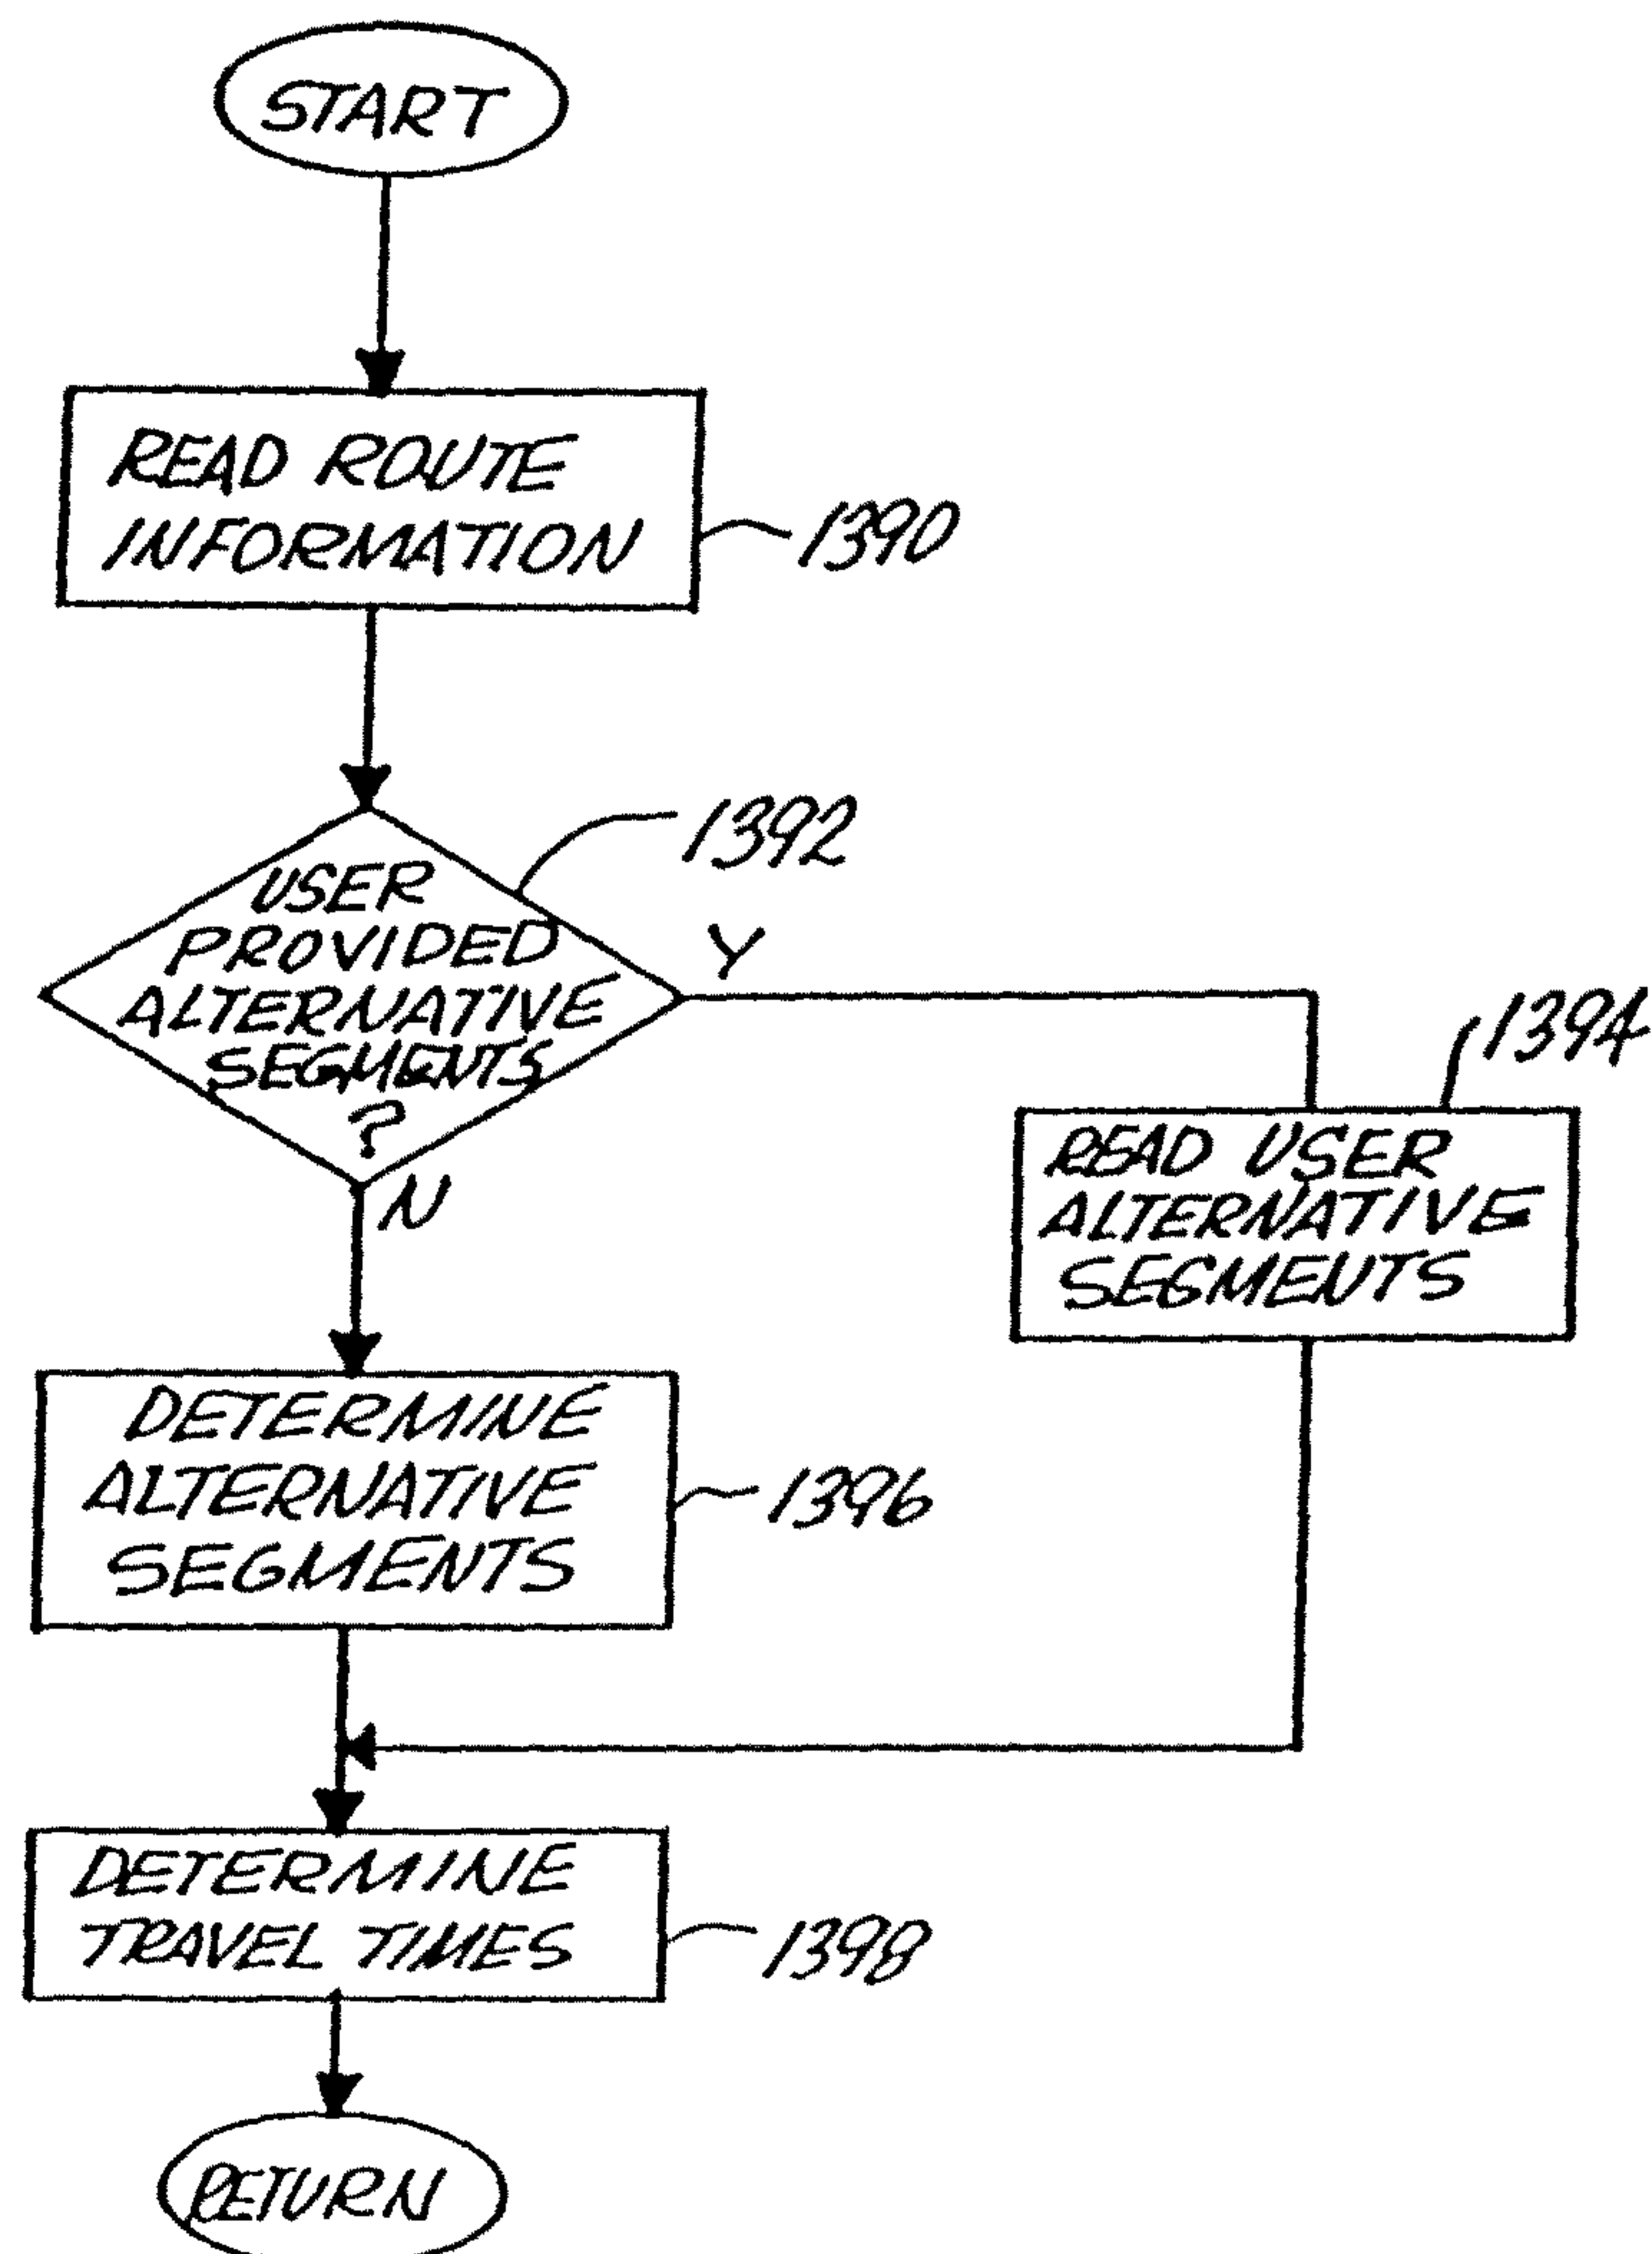 START
READ ROUTE
INFORMATION
1390
1392
USER
PROVIDED
ALTERNATIVE
SEGMENTS
?
Y
N
1394
READ USER
ALTERNATIVE
SEGMENTS
DETERMINE
ALTERNATIVE
SEGMENTS
1396
DETERMINE
TRAVEL TIMES
1398
RETURN